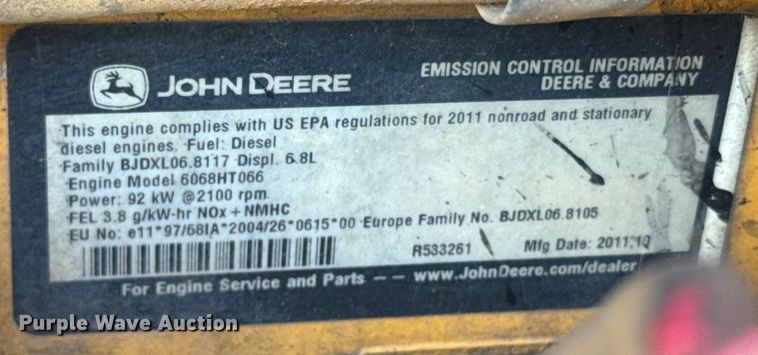 JOHN DEERE
EMISSION CONTROL INFORMATION
DEERE & COMPANY
This engine complies with US EPA regulations for 2011 nonroad and stationary
diesel engines. Fuel: Diesel
Family BJDXL06.8117 Displ. 6.8L
Engine Model 6068HT066
Power: 92 kW @2100 rpm
FEL 3.8 g/kW-hr NOx + NMHC
EU No: e11*97/68IA*2004/26*0615*00 Europe Family No. BJDXL06.8105
R533261 Mfg Date: 2011.10
For Engine Service and Parts -- www.JohnDeere.com/dealer
Purple Wave Auction